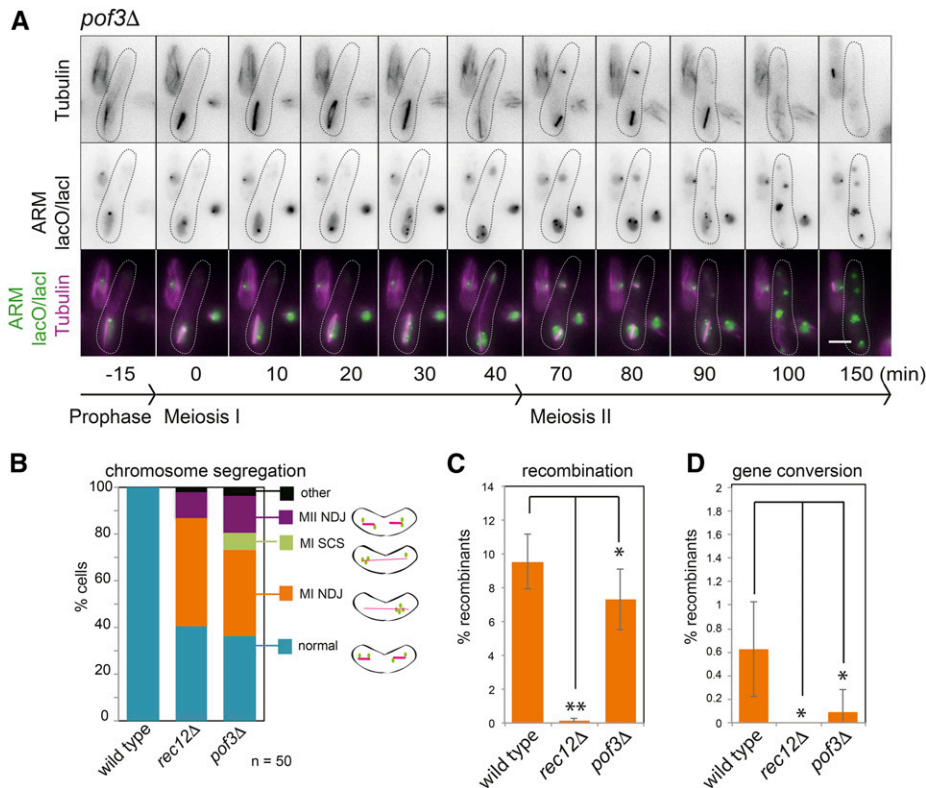 A
pof3Δ
Tubulin
ARM
lacO/lacI
ARM
lacO/lacI
Tubulin
-15 0 10 20 30 40 70 80 90 100 150 (min)
Prophase Meiosis I Meiosis II
B
chromosome segregation
% cells
100
80
60
40
20
0
other
MII NDJ
MI SCS
MI NDJ
normal
wild type
rec12Δ
pof3Δ
n = 50
C
recombination
% recombinants
14
12
10
8
6
4
2
0
**
*
wild type
rec12Δ
pof3Δ
D
gene conversion
% recombinants
2
1.8
1.6
1.4
1.2
1
0.8
0.6
0.4
0.2
0
*
*
wild type
rec12Δ
pof3Δ